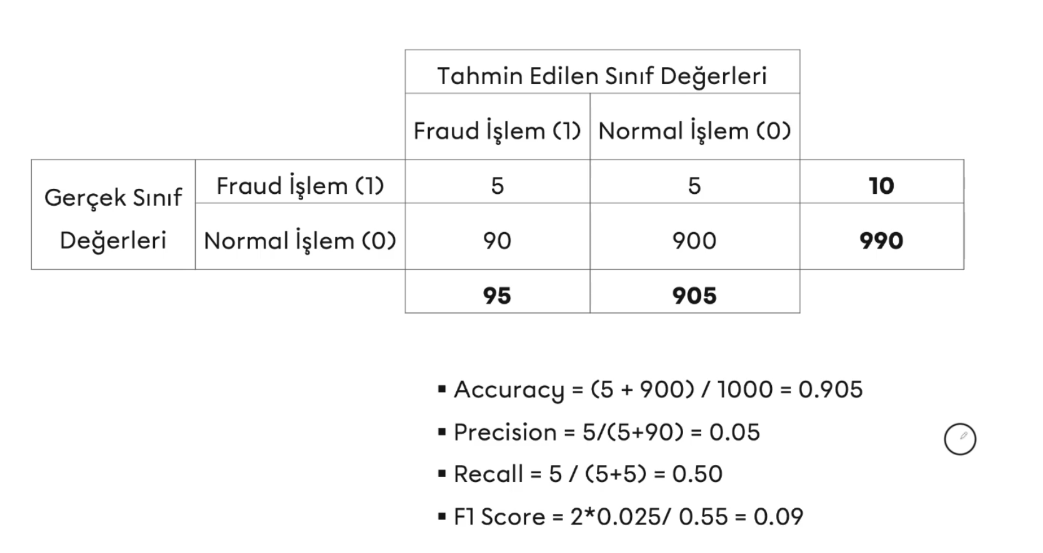 Tahmin Edilen Sınıf Değerleri
Fraud İşlem (1) Normal İşlem (0)
Gerçek Sınıf Değerleri
Fraud İşlem (1) 5 5 10
Normal İşlem (0) 90 900 990
95 905
▪ Accuracy = (5 + 900) / 1000 = 0.905
▪ Precision = 5/(5+90) = 0.05
▪ Recall = 5 / (5+5) = 0.50
▪ F1 Score = 2*0.025/ 0.55 = 0.09